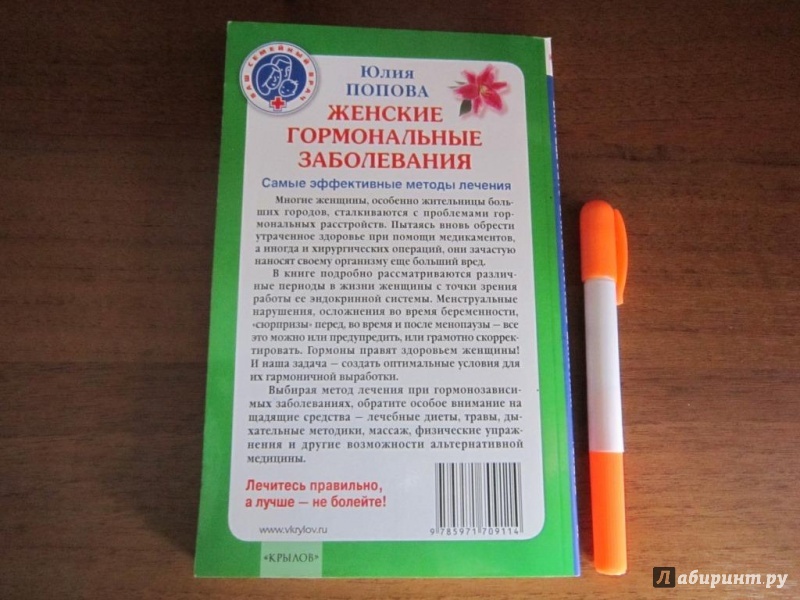 ВАШ СЕМЕЙНЫЙ ВРАЧ
Юлия
ПОПОВА
ЖЕНСКИЕ
ГОРМОНАЛЬНЫЕ
ЗАБОЛЕВАНИЯ
Самые эффективные методы лечения
Многие женщины, особенно жительницы боль-
ших городов, сталкиваются с проблемами гор-
мональных расстройств. Пытаясь вновь обрести
утраченное здоровье при помощи медикаментов,
а иногда и хирургических операций, они зачастую
наносят своему организму еще больший вред.
В книге подробно рассматриваются различ-
ные периоды в жизни женщины с точки зрения
работы ее эндокринной системы. Менструальные
нарушения, осложнения во время беременности,
«сюрпризы» перед, во время и после менопаузы — все
это можно или предупредить, или грамотно скоррек-
тировать. Гормоны правят здоровьем женщины!
И наша задача — создать оптимальные условия для
их гармоничной выработки.
Выбирая метод лечения при гормонозависи-
мых заболеваниях, обратите особое внимание на
щадящие средства — лечебные диеты, травы, ды-
хательные методики, массаж, физические упраж-
нения и другие возможности альтернативной
медицины.
Лечитесь правильно,
а лучше — не болейте!
www.vkrylov.ru
9 785971 709114
«КРЫЛОВ»
Лабиринт.ру